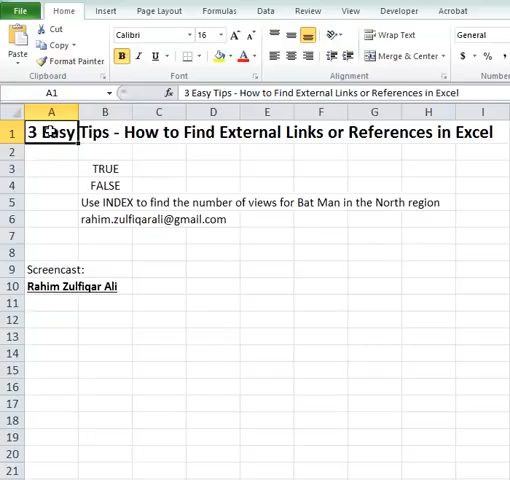 File Home Insert Page Layout Formulas Data Review View Developer Acrobat
Cut Calibri 16 A A Wrap Text General
Copy
Paste Format Painter B I U A Merge & Center $ % ,
Clipboard Font Alignment
A1 fx 3 Easy Tips - How to Find External Links or References in Excel
A B C D E F G H I
1 3 Easy Tips - How to Find External Links or References in Excel
2
3 TRUE
4 FALSE
5 Use INDEX to find the number of views for Bat Man in the North region
6 rahim.zulfiqarali@gmail.com
7
8
9 Screencast:
10 Rahim Zulfiqar Ali
11
12
13
14
15
16
17
18
19
20
21